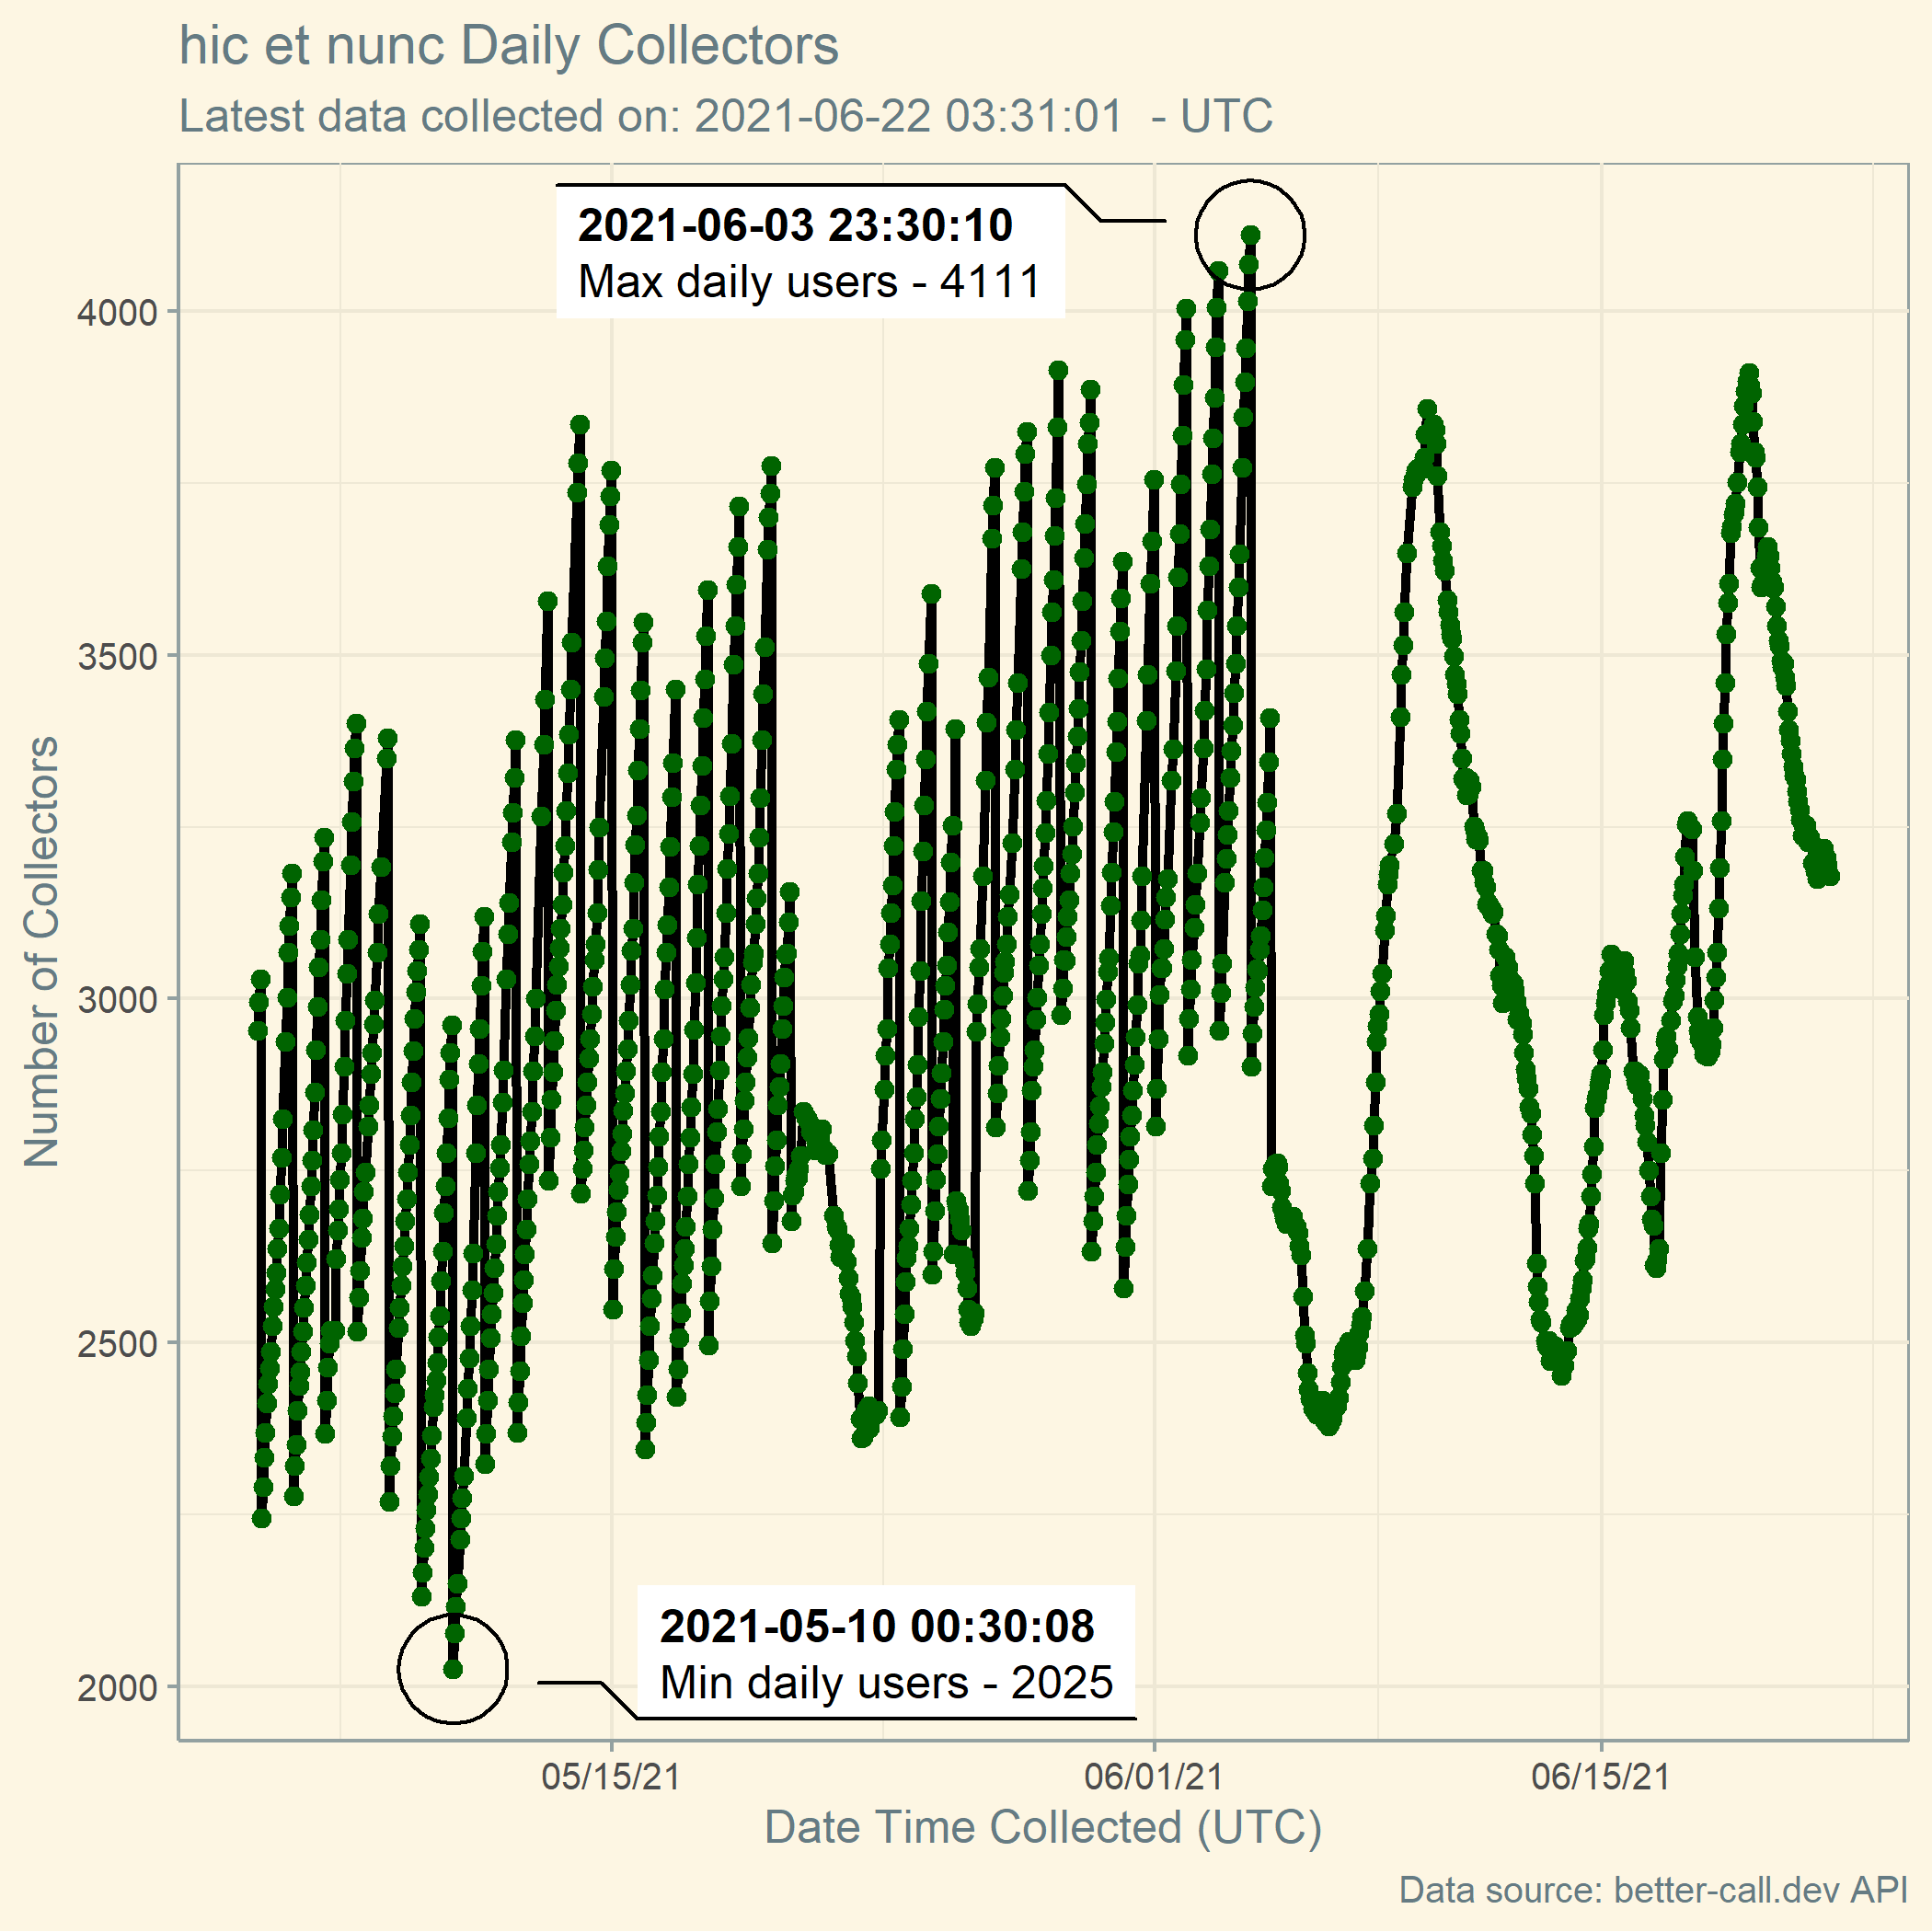 hic et nunc Daily Collectors
Latest data collected on: 2021-06-22 03:31:01  - UTC
2021-06-03 23:30:10
Max daily users - 4111
4000
3500
3000
2500
2000
Number of Collectors
2021-05-10 00:30:08
Min daily users - 2025
05/15/21
06/01/21
06/15/21
Date Time Collected (UTC)
Data source: better-call.dev API